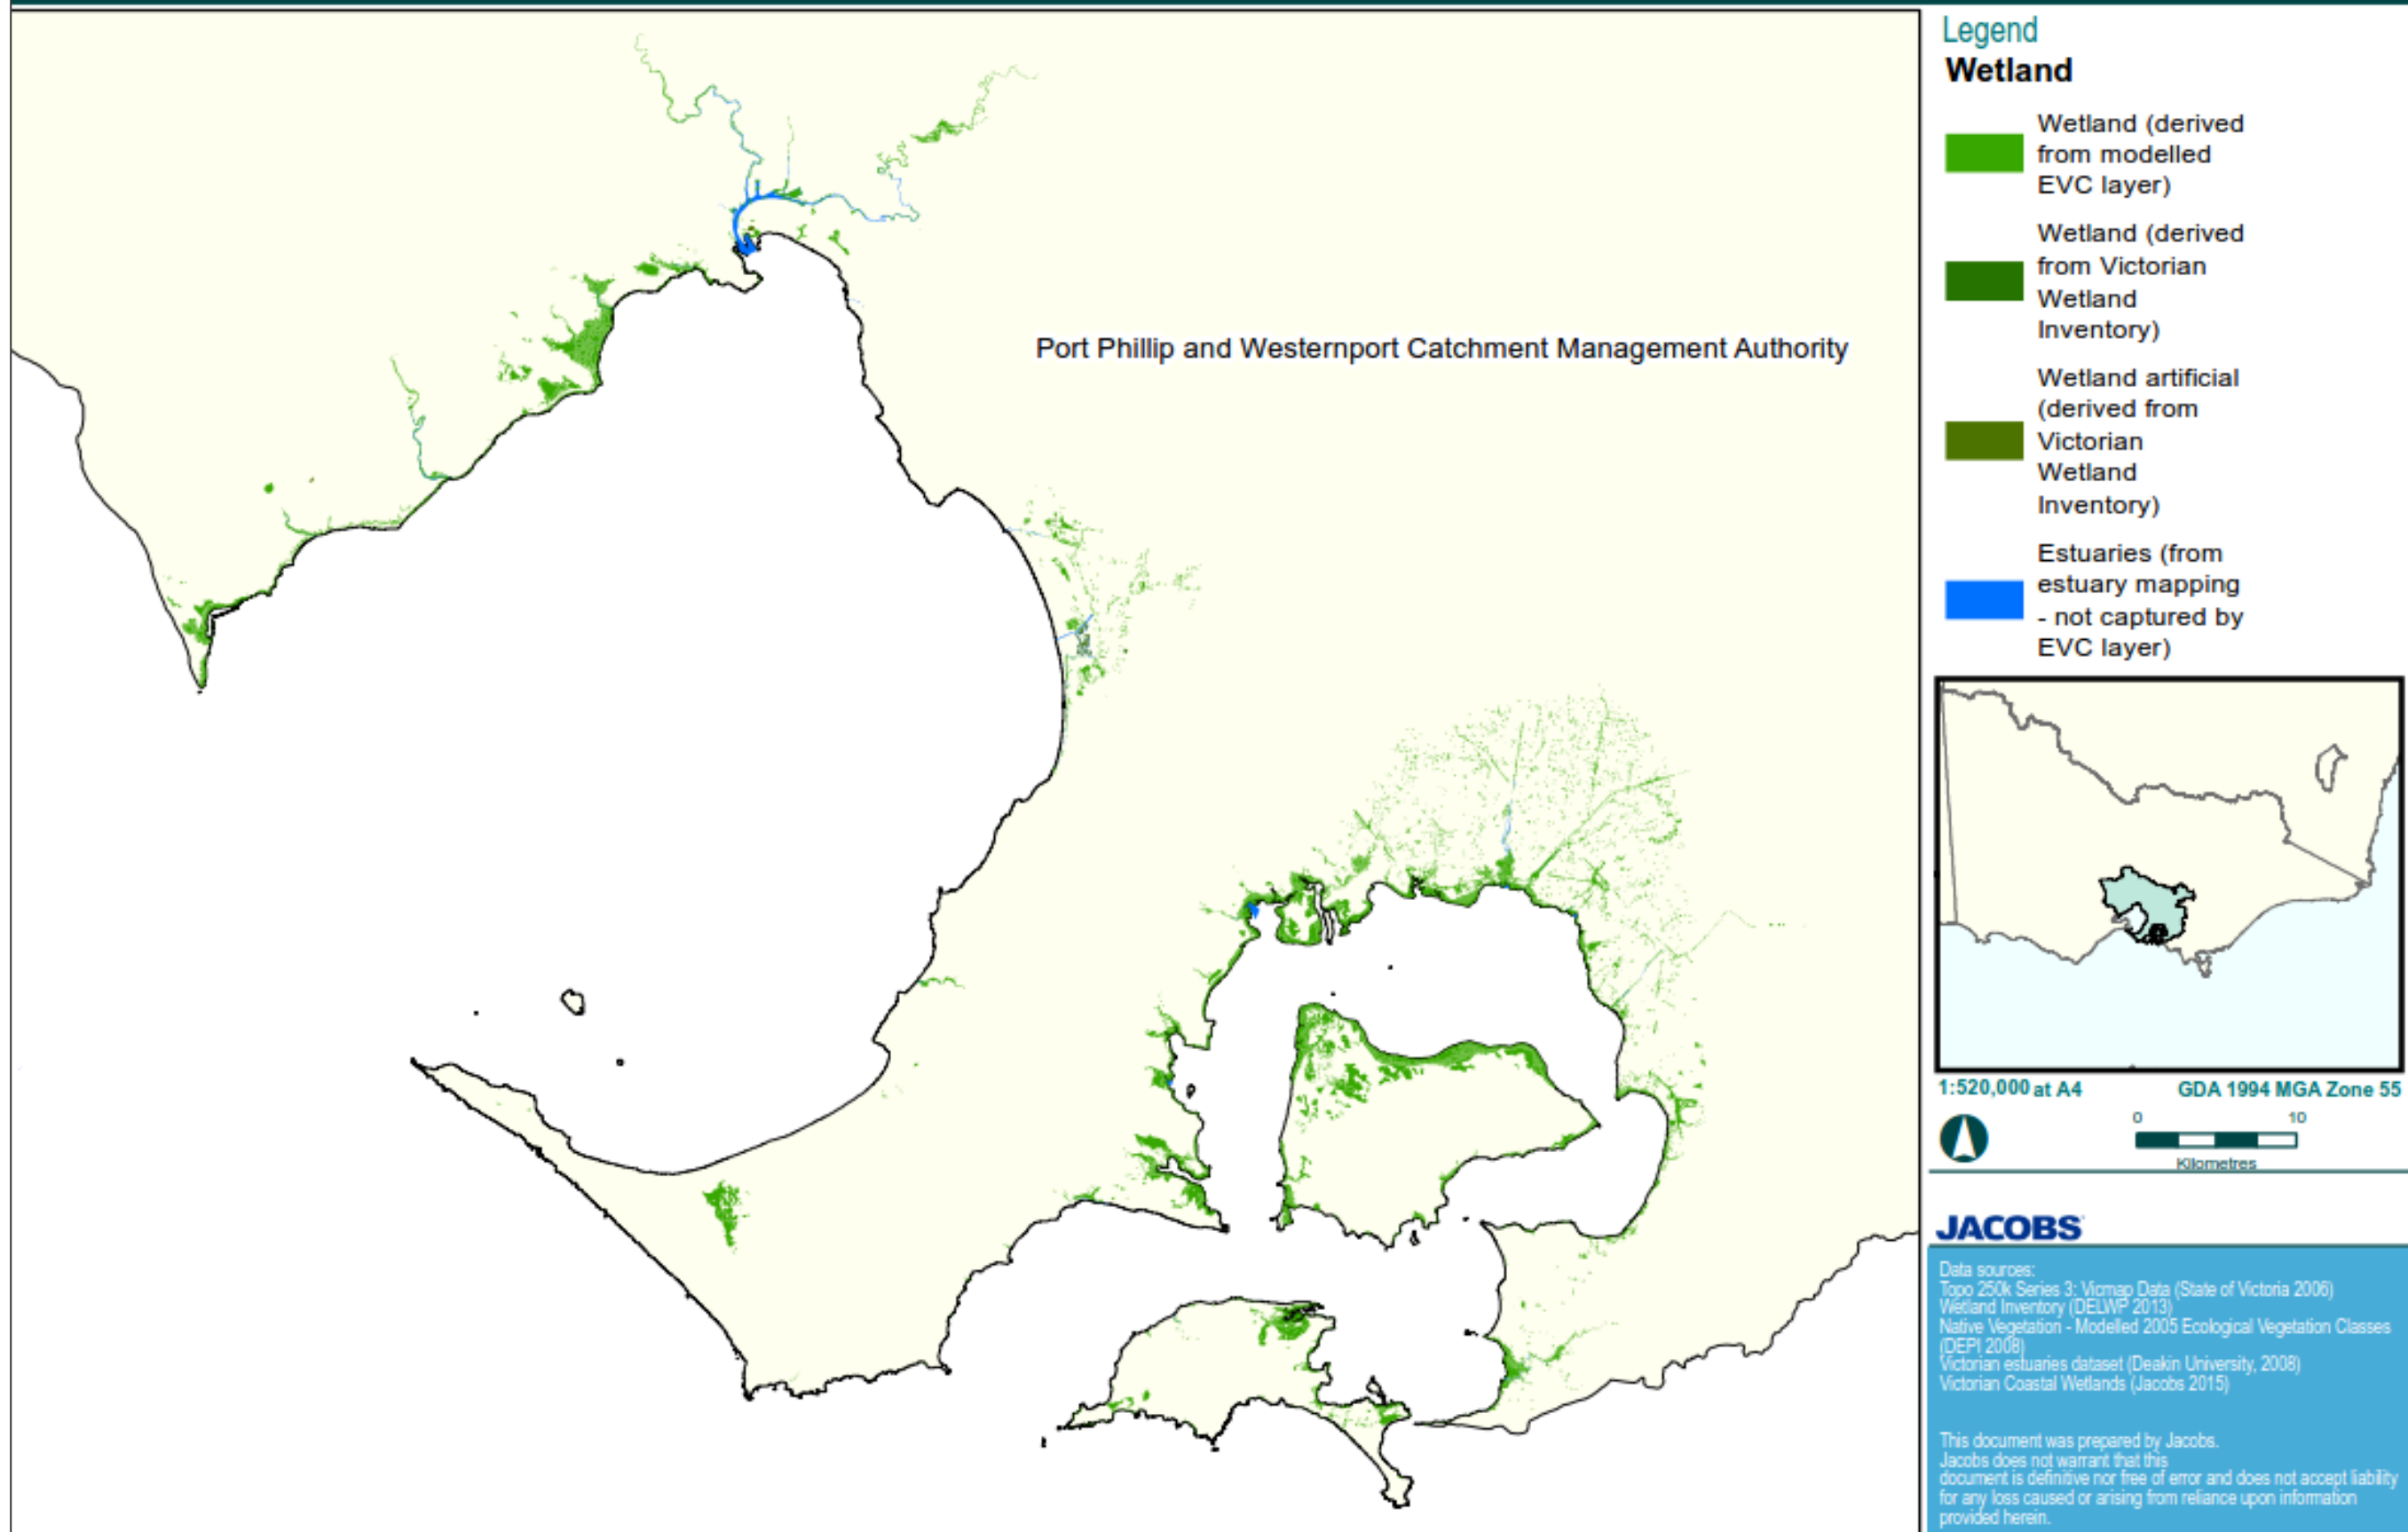 Port Phillip and Westernport Catchment Management Authority
Legend
Wetland
Wetland (derived
from modelled
EVC layer)
Wetland (derived
from Victorian
Wetland
Inventory)
Wetland artificial
(derived from
Victorian
Wetland
Inventory)
Estuaries (from
estuary mapping
- not captured by
EVC layer)
1:520,000 at A4 GDA 1994 MGA Zone 55
0 10
Kilometres
JACOBS
Data sources:
Topo 250k Series 3: Vicmap Data (State of Victoria 2006)
Wetland Inventory (DELWP 2013)
Native Vegetation - Modelled 2005 Ecological Vegetation Classes
(DEPI 2008)
Victorian estuaries dataset (Deakin University, 2008)
Victorian Coastal Wetlands (Jacobs 2015)
This document was prepared by Jacobs.
Jacobs does not warrant that this
document is definitive nor free of error and does not accept liability
for any loss caused or arising from reliance upon information
provided herein.